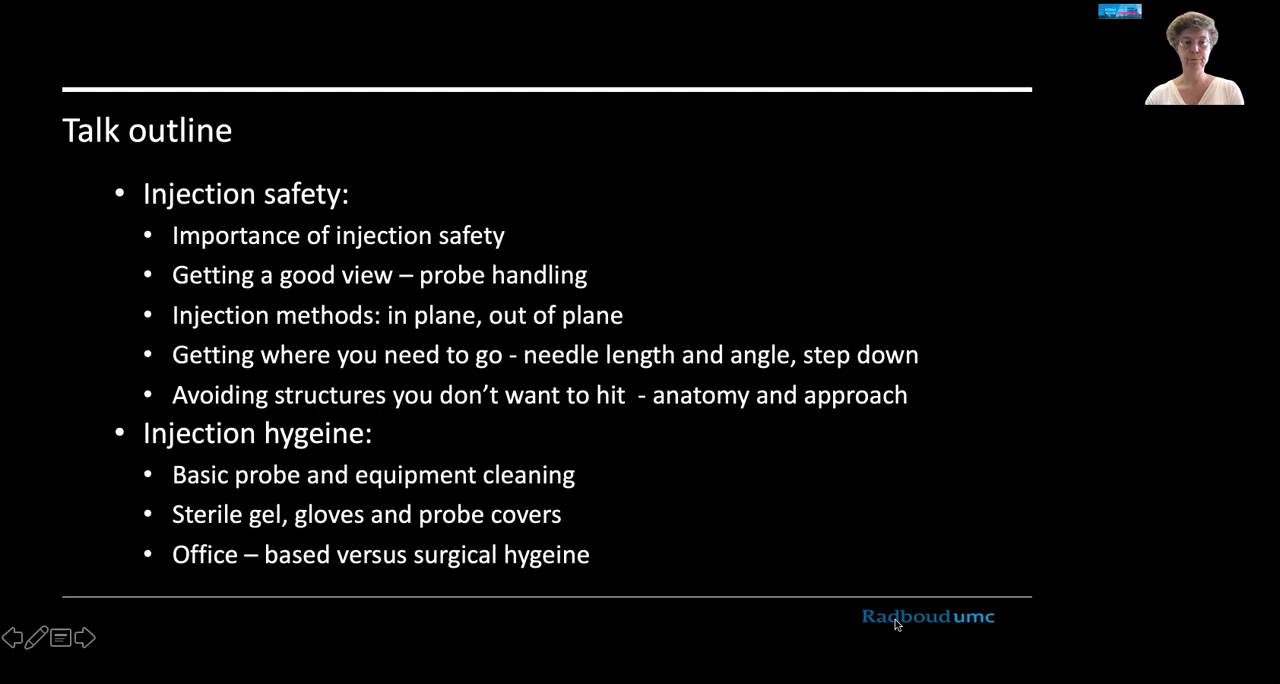 Talk outline
• Injection safety:
• Importance of injection safety
• Getting a good view – probe handling
• Injection methods: in plane, out of plane
• Getting where you need to go - needle length and angle, step down
• Avoiding structures you don’t want to hit  - anatomy and approach
• Injection hygeine:
• Basic probe and equipment cleaning
• Sterile gel, gloves and probe covers
• Office – based versus surgical hygeine
Radboudumc